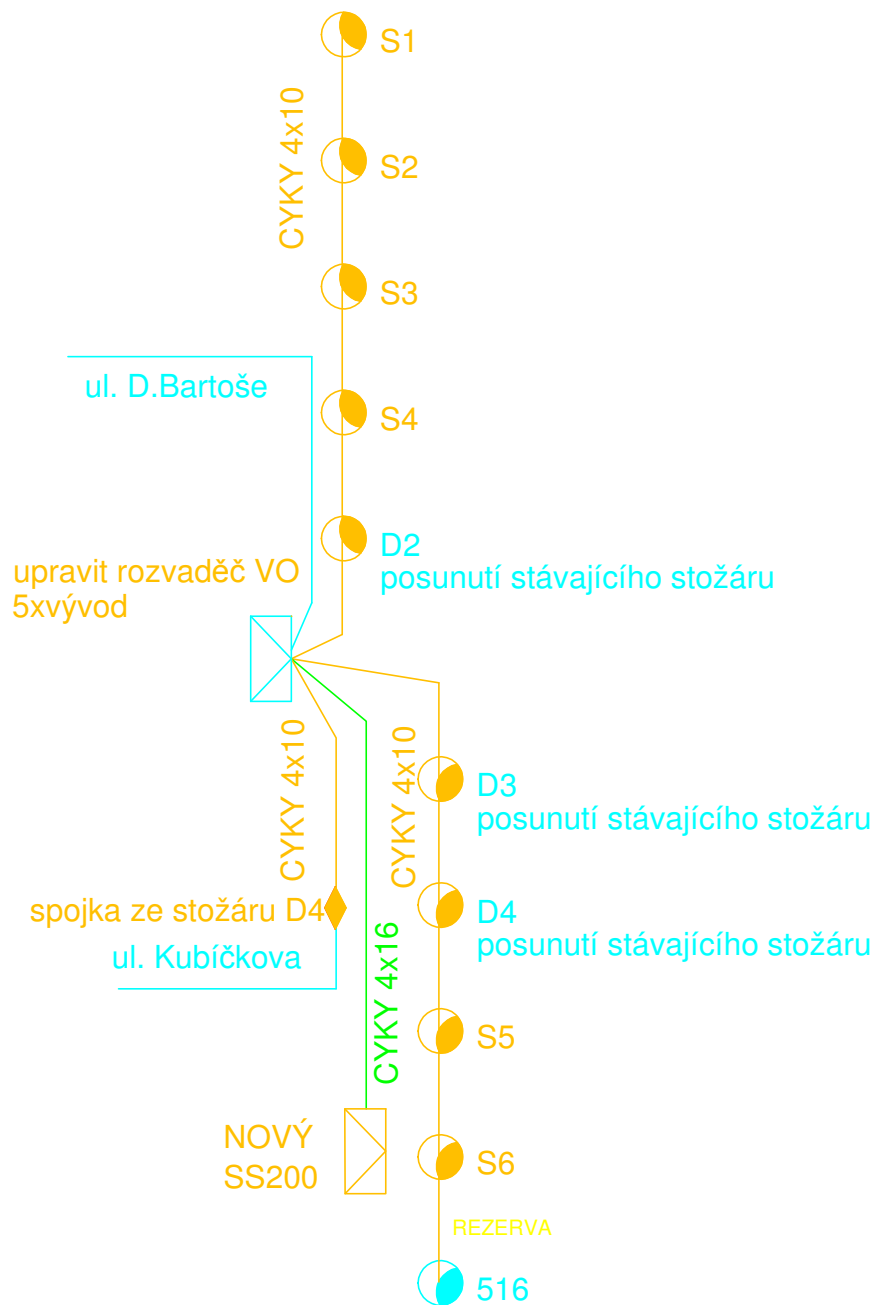 S1
CYKY 4x10
S2
S3
ul. D.Bartoše
S4
D2
posunutí stávajícího stožáru
upravit rozvaděč VO
5xvývod
CYKY 4x10
CYKY 4x10
D3
posunutí stávajícího stožáru
spojka ze stožáru D4
D4
posunutí stávajícího stožáru
ul. Kubíčkova
CYKY 4x16
S5
NOVÝ
SS200
S6
REZERVA
516